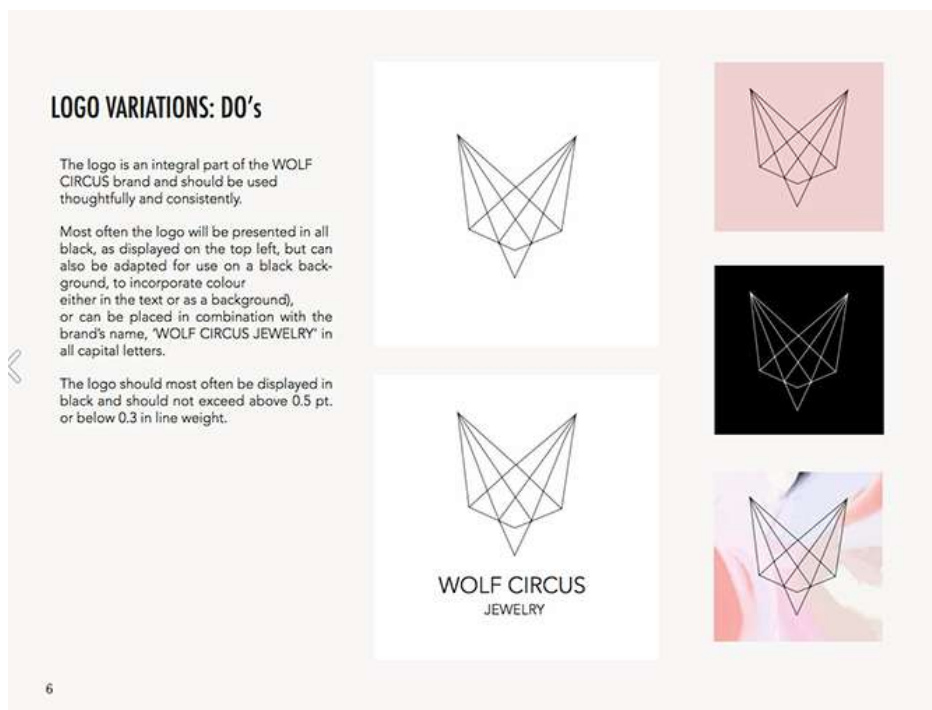 LOGO VARIATIONS: DO's
The logo is an integral part of the WOLF
CIRCUS brand and should be used
thoughtfully and consistently.
Most often the logo will be presented in all
black, as displayed on the top left, but can
also be adapted for use on a black back-
ground, to incorporate colour
either in the text or as a background),
or can be placed in combination with the
brand's name, 'WOLF CIRCUS JEWELRY' in
all capital letters.
The logo should most often be displayed in
black and should not exceed above 0.5 pt.
or below 0.3 in line weight.
WOLF CIRCUS
JEWELRY
6